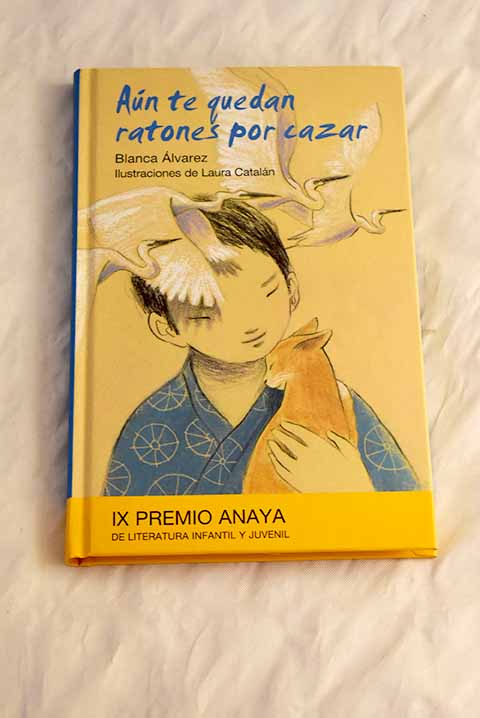 Aún te quedan
ratones por cazar
Blanca Álvarez
Ilustraciones de Laura Catalán
IX PREMIO ANAYA
DE LITERATURA INFANTIL Y JUVENIL